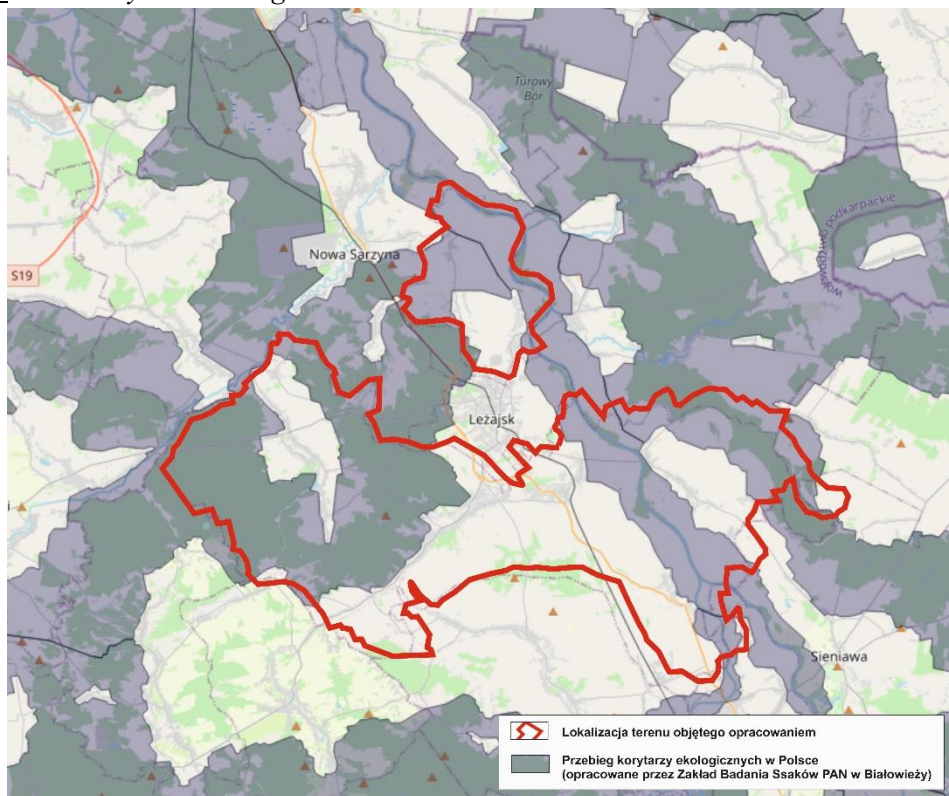 Turowy
Bór
województwo podkarpackie
Nowa Sarzyna
S19
Leżajsk
Sieniawa
Lokalizacja terenu objętego opracowaniem
Przebieg korytarzy ekologicznych w Polsce
(opracowane przez Zakład Badania Ssaków PAN w Białowieży)